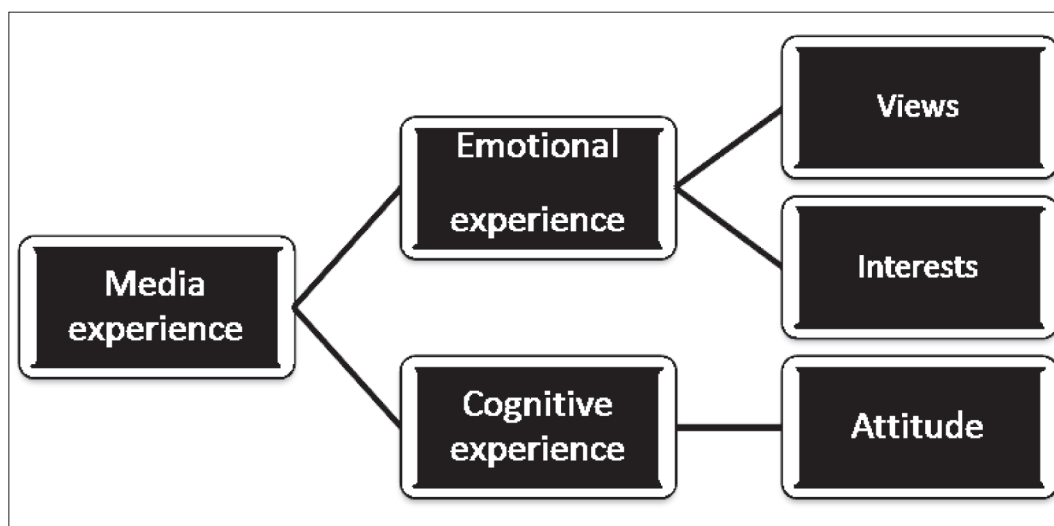 Media
experience
Emotional
experience
Cognitive
experience
Views
Interests
Attitude